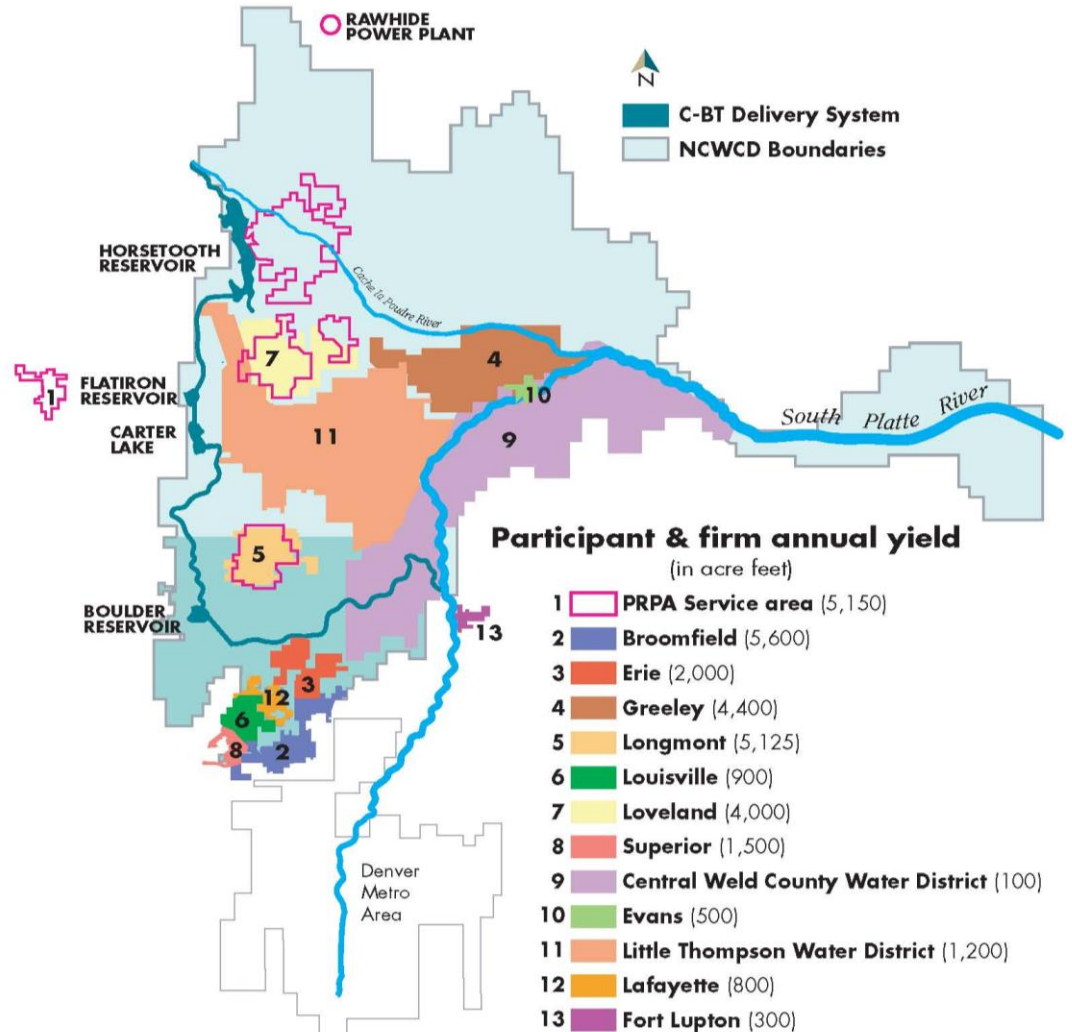 RAWHIDE
POWER PLANT
N
C-BT Delivery System
NCWCD Boundaries
HORSETOOTH
RESERVOIR
Cache la Poudre River
7
4
1
FLATIRON
RESERVOIR
10
CARTER
LAKE
11
9
South Platte River
5
BOULDER
RESERVOIR
13
3
12
6
8
2
Denver
Metro
Area
Participant & firm annual yield
(in acre feet)
1 PRPA Service area (5,150)
2 Broomfield (5,600)
3 Erie (2,000)
4 Greeley (4,400)
5 Longmont (5,125)
6 Louisville (900)
7 Loveland (4,000)
8 Superior (1,500)
9 Central Weld County Water District (100)
10 Evans (500)
11 Little Thompson Water District (1,200)
12 Lafayette (800)
13 Fort Lupton (300)